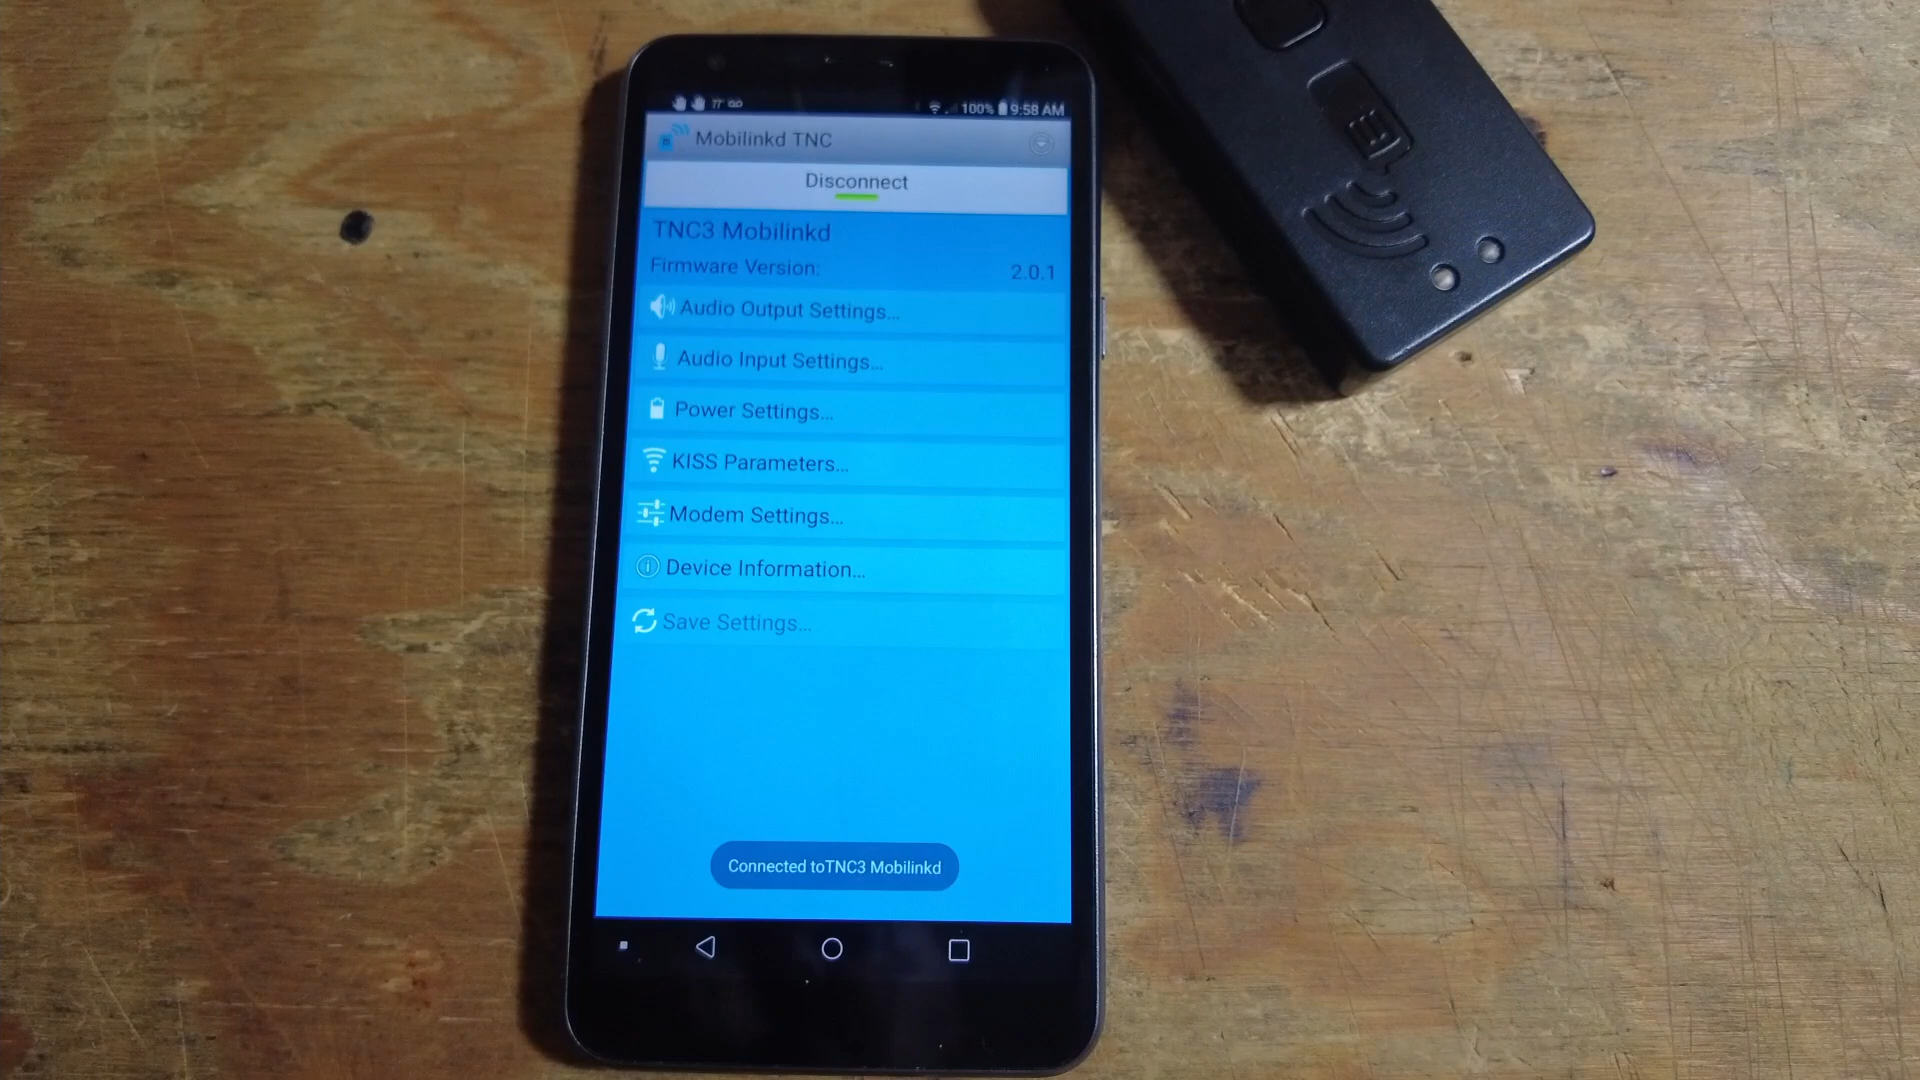 100% 9:58 AM
Mobilinkd TNC
Disconnect
TNC3 Mobilinkd
Firmware Version: 2.0.1
Audio Output Settings...
Audio Input Settings...
Power Settings...
KISS Parameters...
Modem Settings...
Device Information...
Save Settings...
Connected toTNC3 Mobilinkd